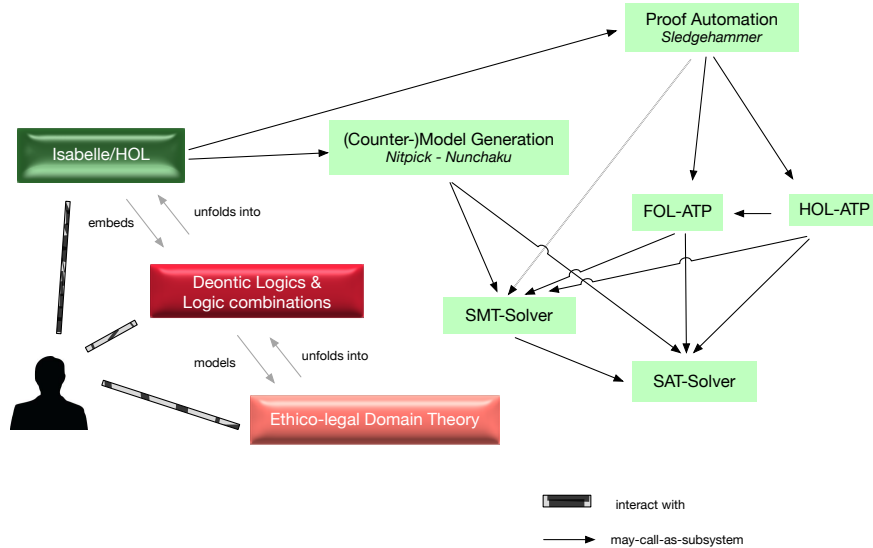 Proof Automation
Sledgehammer
(Counter-)Model Generation
Nitpick - Nunchaku
Isabelle/HOL
embeds
unfolds into
FOL-ATP
HOL-ATP
Deontic Logics &
Logic combinations
SMT-Solver
models
unfolds into
SAT-Solver
Ethico-legal Domain Theory
interact with
may-call-as-subsystem